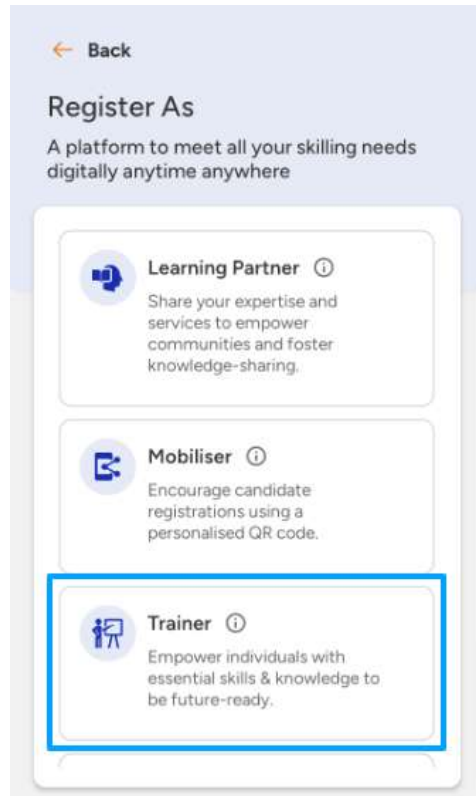 ← Back
Register As
A platform to meet all your skilling needs
digitally anytime anywhere
Learning Partner ⓘ
Share your expertise and
services to empower
communities and foster
knowledge-sharing.
Mobiliser ⓘ
Encourage candidate
registrations using a
personalised QR code.
Trainer ⓘ
Empower individuals with
essential skills & knowledge to
be future-ready.